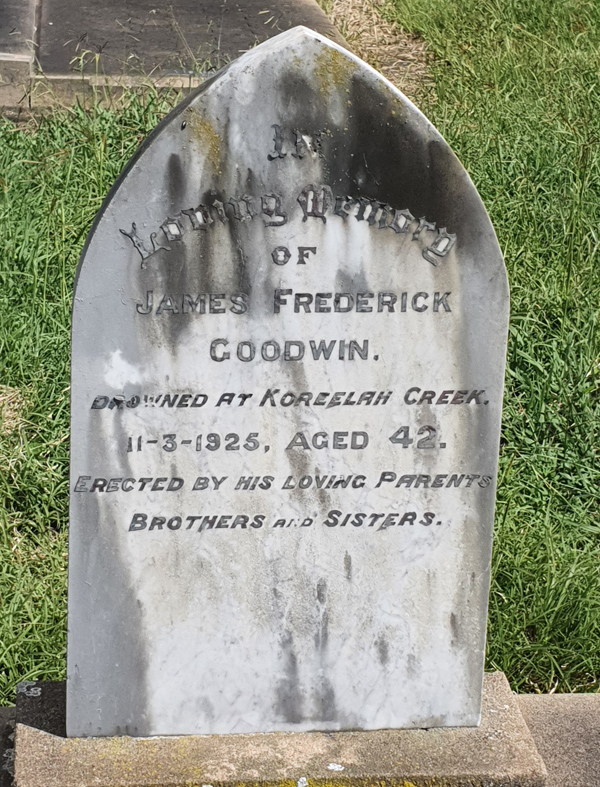 IN
Loving Memory
OF
JAMES FREDERICK
GOODWIN.
DROWNED AT KOREELAH CREEK.
11-3-1925, AGED 42.
ERECTED BY HIS LOVING PARENTS
BROTHERS AND SISTERS.